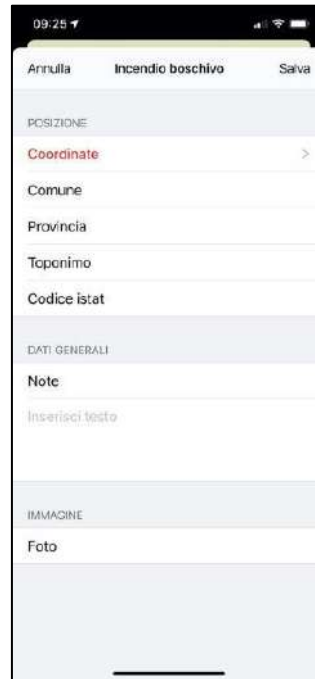 09:25
Annulla Incendio boschivo Salva
POSIZIONE
Coordinate
Comune
Provincia
Toponimo
Codice istat
DATI GENERALI
Note
Inserisci testo
IMMAGINE
Foto